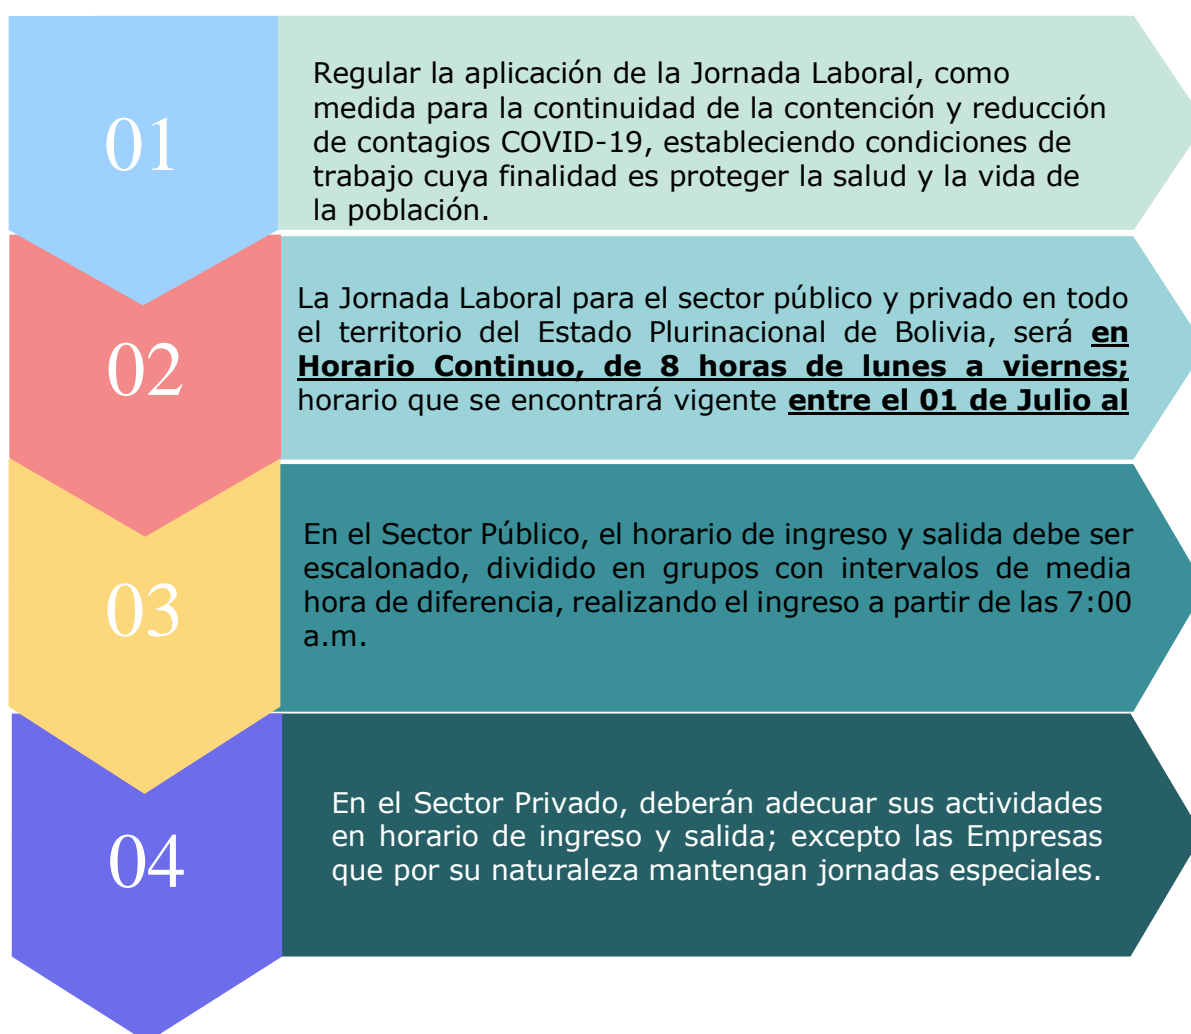 01
Regular la aplicación de la Jornada Laboral, como
medida para la continuidad de la contención y reducción
de contagios COVID-19, estableciendo condiciones de
trabajo cuya finalidad es proteger la salud y la vida de
la población.
02
La Jornada Laboral para el sector público y privado en todo
el territorio del Estado Plurinacional de Bolivia, será en
Horario Continuo, de 8 horas de lunes a viernes;
horario que se encontrará vigente entre el 01 de Julio al
03
En el Sector Público, el horario de ingreso y salida debe ser
escalonado, dividido en grupos con intervalos de media
hora de diferencia, realizando el ingreso a partir de las 7:00
a.m.
04
En el Sector Privado, deberán adecuar sus actividades
en horario de ingreso y salida; excepto las Empresas
que por su naturaleza mantengan jornadas especiales.